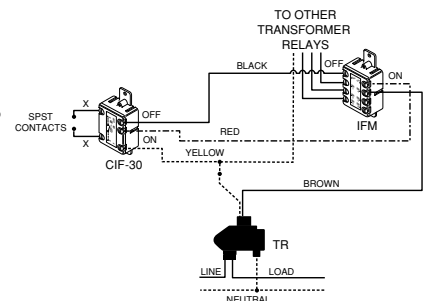 TO OTHER
TRANSFORMER
RELAYS
BLACK
OFF
ON
IFM
X
SPST
CONTACTS
X
OFF
ON
CIF-30
RED
YELLOW
BROWN
TR
LINE
LOAD
NEUTRAL